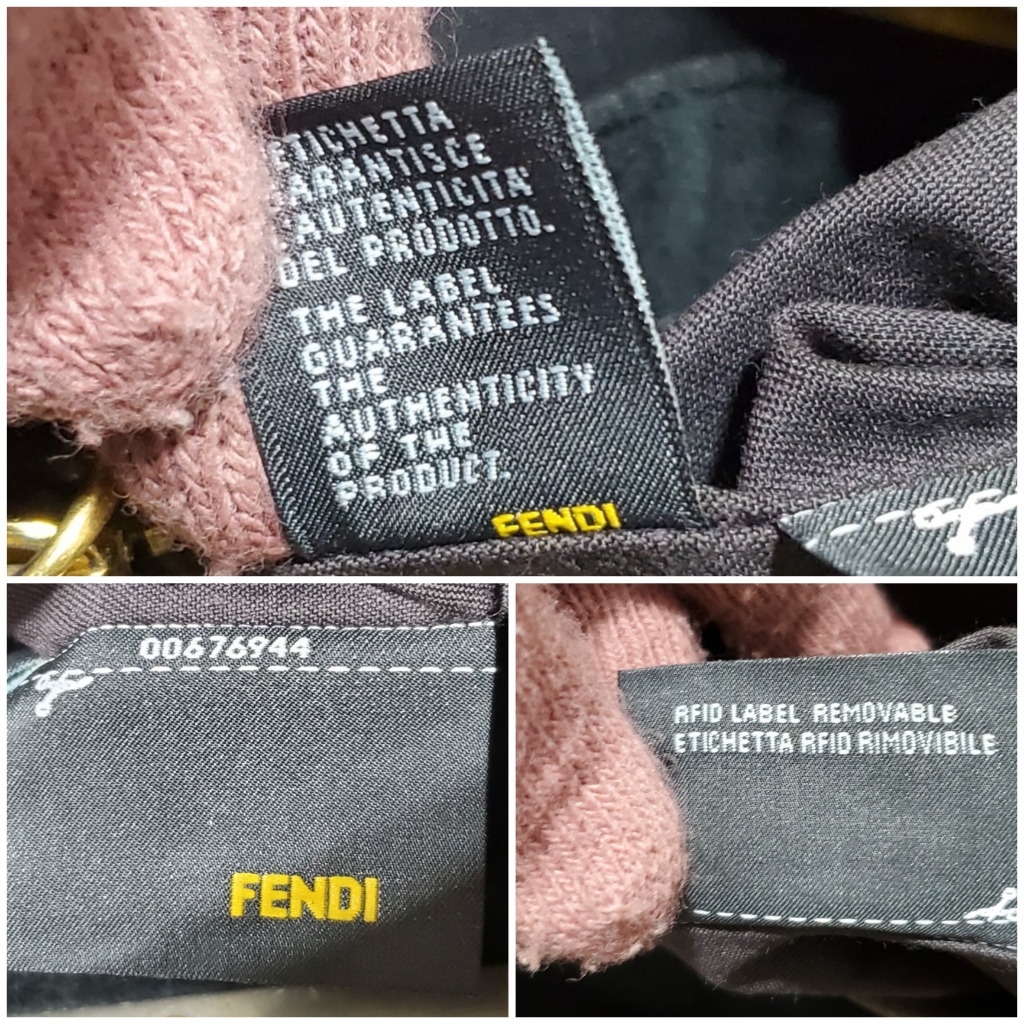 ETICHETTA
ARANTISCE
AUTENTICITA'
DEL PRODOTTO.
THE LABEL
GUARANTEES
THE
AUTHENTICITY
OF THE
PRODUCT.
FENDI
00676944
FENDI
RFID LABEL REMOVABLE
ETICHETTA RFID RIMOVIBILE